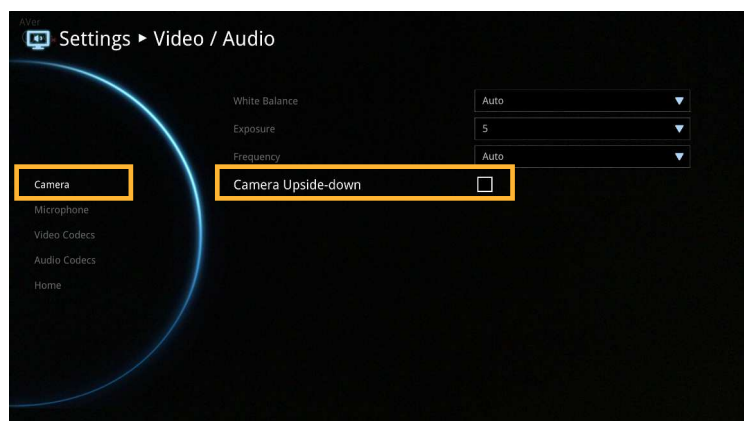 AVer
Settings ▸ Video / Audio
White Balance Auto
Exposure 5
Frequency Auto
Camera
Camera Upside-down
Microphone
Video Codecs
Audio Codecs
Home